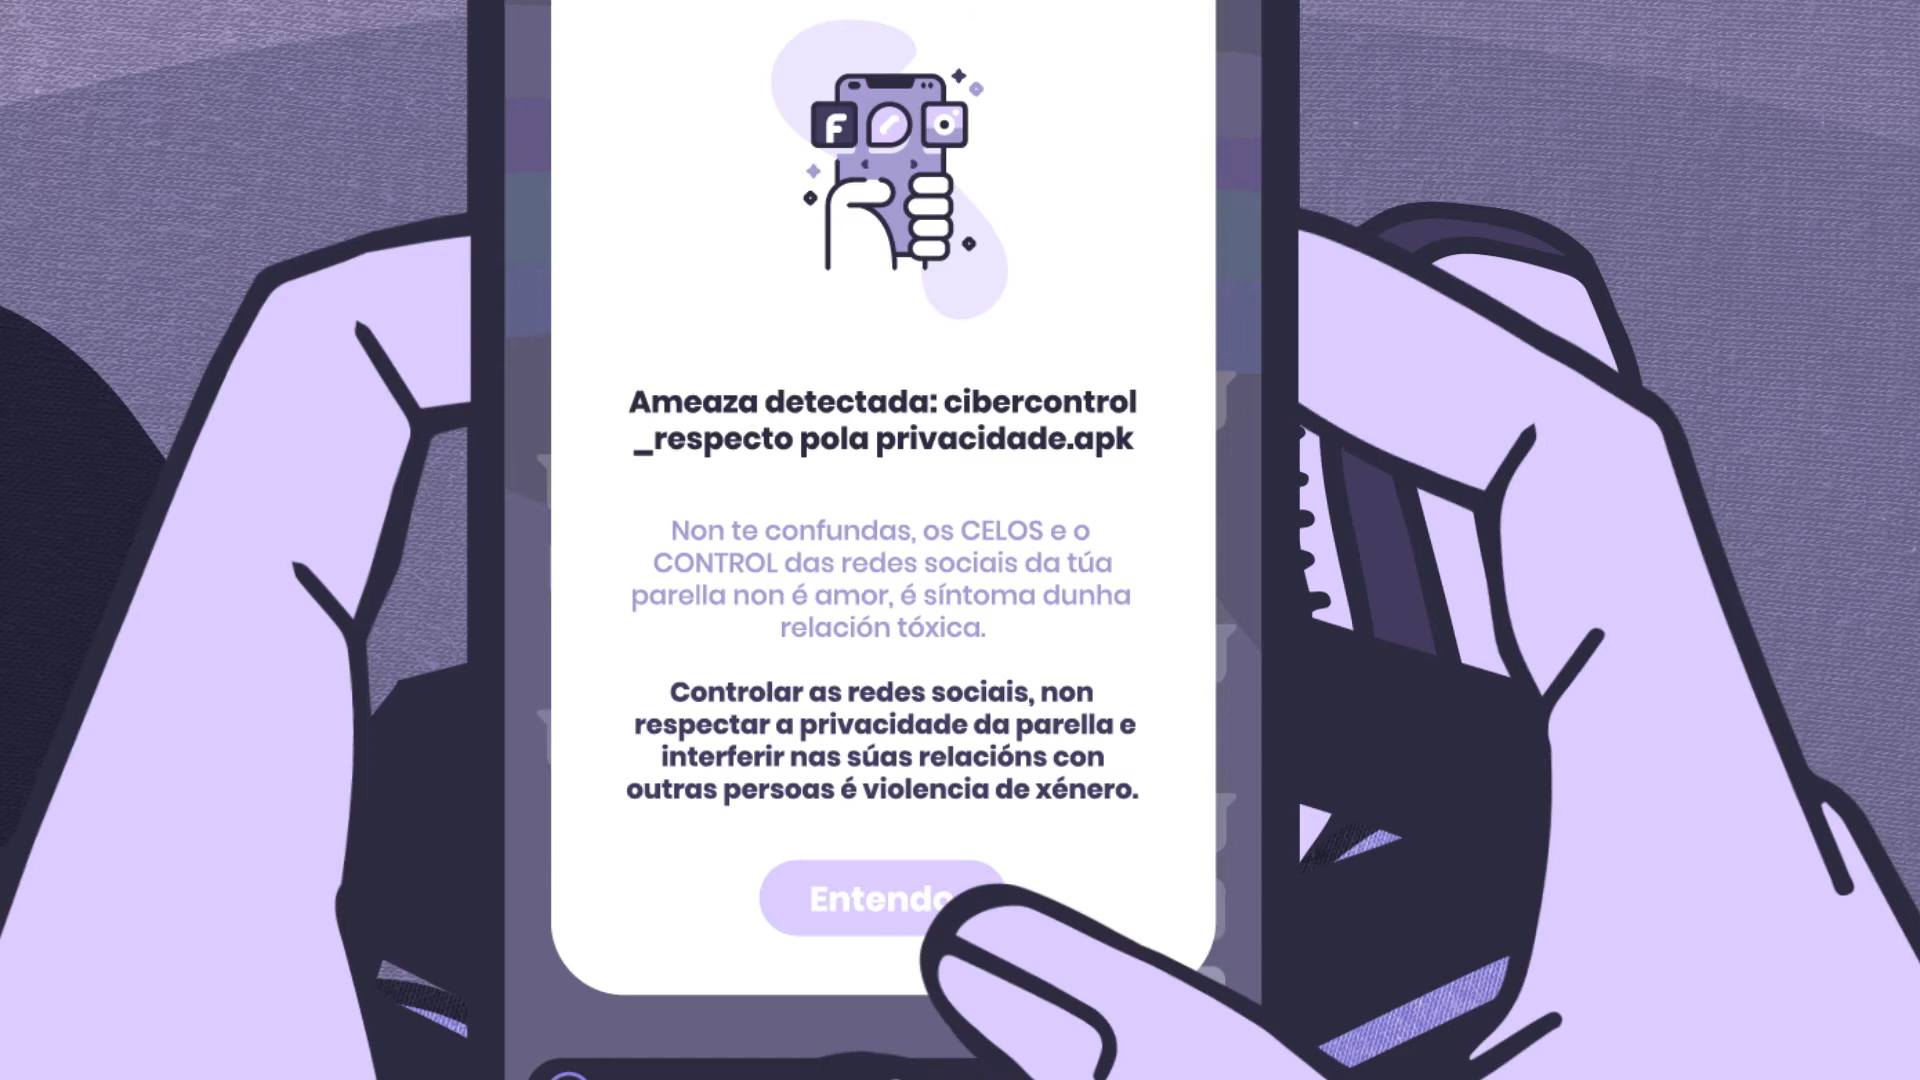 F
Ameaza detectada: cibercontrol
_respecto pola privacidade.apk
Non te confundas, os CELOS e o
CONTROL das redes sociais da túa
parella non é amor, é síntoma dunha
relación tóxica.
Controlar as redes sociais, non
respectar a privacidade da parella e
interferir nas súas relacións con
outras persoas é violencia de xénero.
Entendo